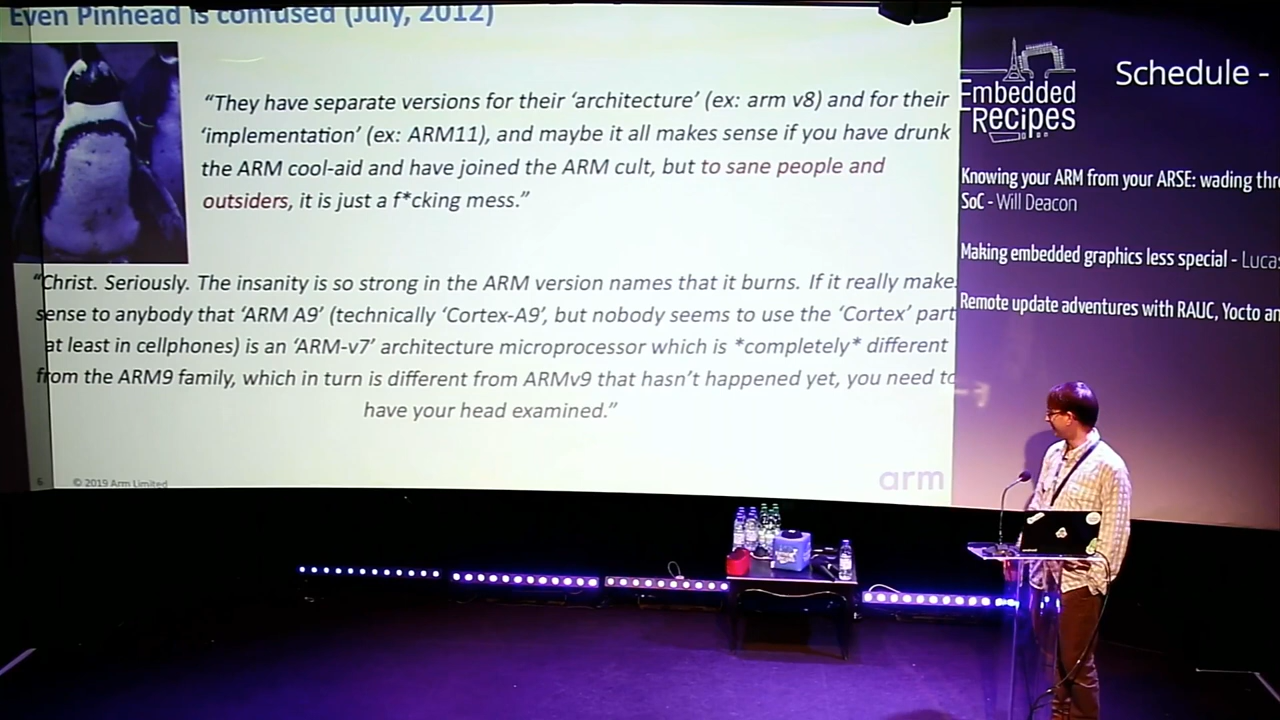 Even Pinhead is confused (July, 2012)
“They have separate versions for their ‘architecture’ (ex: arm v8) and for their
‘implementation’ (ex: ARM11), and maybe it all makes sense if you have drunk
the ARM cool-aid and have joined the ARM cult, but to sane people and
outsiders, it is just a f*cking mess.”
“Christ. Seriously. The insanity is so strong in the ARM version names that it burns. If it really make
sense to anybody that ‘ARM A9’ (technically ‘Cortex-A9’, but nobody seems to use the ‘Cortex’ part
at least in cellphones) is an ‘ARM-v7’ architecture microprocessor which is *completely* different
from the ARM9 family, which in turn is different from ARMv9 that hasn’t happened yet, you need to
have your head examined.”
6 © 2019 Arm Limited
arm
Embedded
Recipes
Schedule -
Knowing your ARM from your ARSE: wading thr
SoC - Will Deacon
Making embedded graphics less special - Lucas
Remote update adventures with RAUC, Yocto an